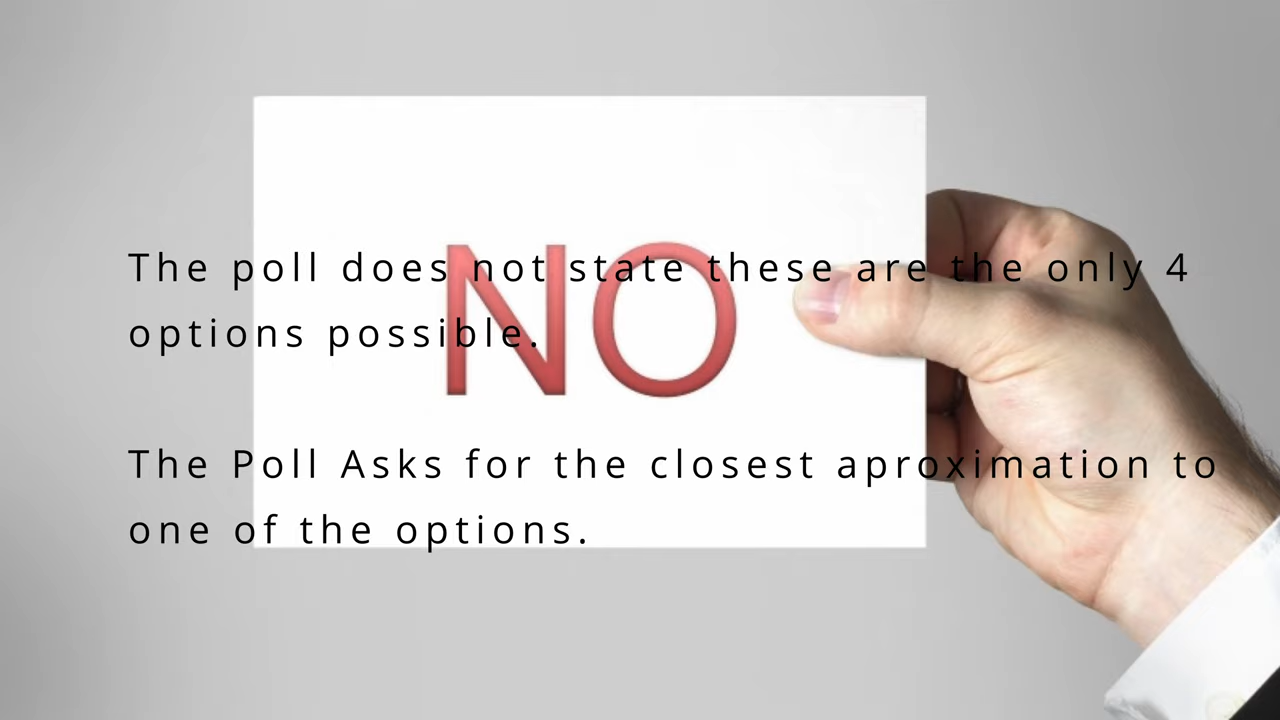 NO
The poll does not state these are the only 4
options possible.
The Poll Asks for the closest aproximation to
one of the options.